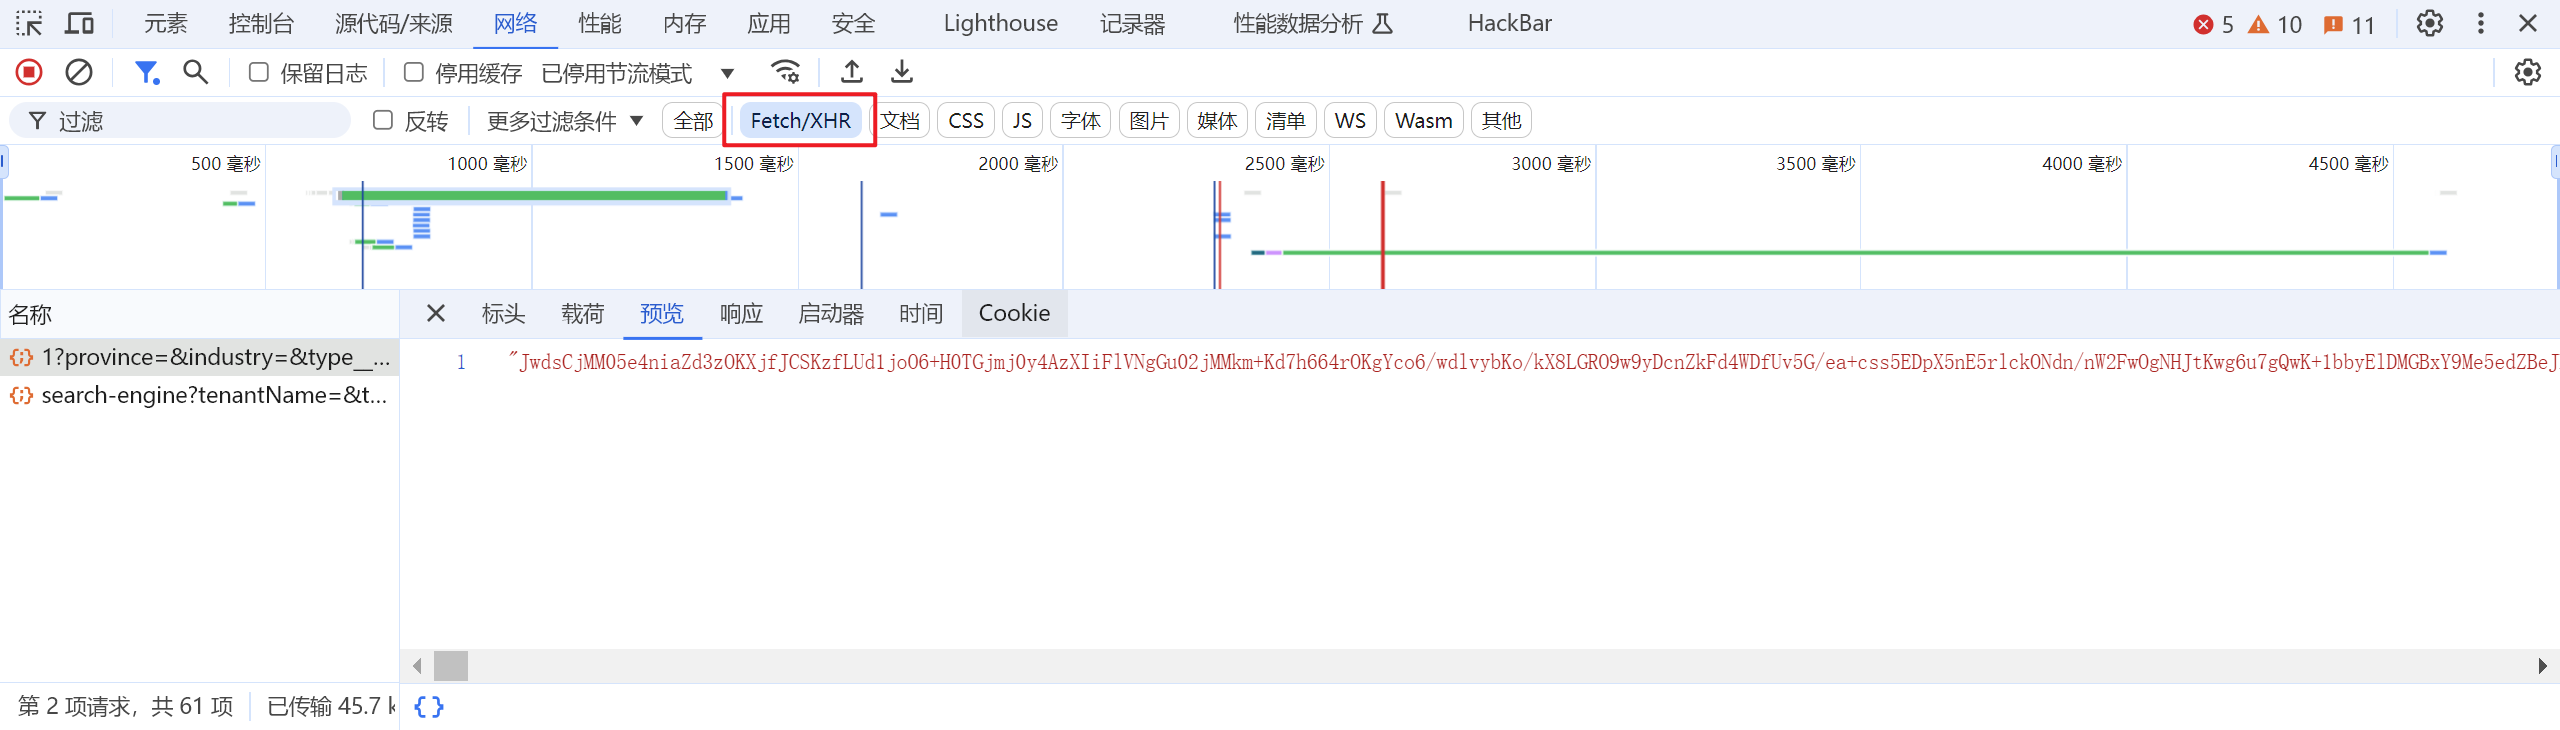 元素 控制台 源代码/来源 网络 性能 内存 应用 安全 Lighthouse 记录器 性能数据分析 HackBar 5 10 11
保留日志 停用缓存 已停用节流模式
过滤 反转 更多过滤条件 全部 Fetch/XHR 文档 CSS JS 字体 图片 媒体 清单 WS Wasm 其他
500 毫秒 1000 毫秒 1500 毫秒 2000 毫秒 2500 毫秒 3000 毫秒 3500 毫秒 4000 毫秒 4500 毫秒
名称 标头 载荷 预览 响应 启动器 时间 Cookie
1?province=&industry=&type__...
1 "JwdsCjMMO5e4niaZd3zOKXjfJCSKzfLUd1joO6+HOTGjmjOy4AzXIiFlVNgGuO2jMMkm+Kd7h664rOKgYco6/wdlvybKo/kX8LGRO9w9yDcnZkFd4WDfUv5G/ea+css5EDpX5nE5rlckONdn/nW2FwOgNHJtKwg6u7gQwK+1bbyElDMGBxY9Me5edZBeJ
search-engine?tenantName=&t...
第 2 项请求，共 61 项 已传输 45.7 k